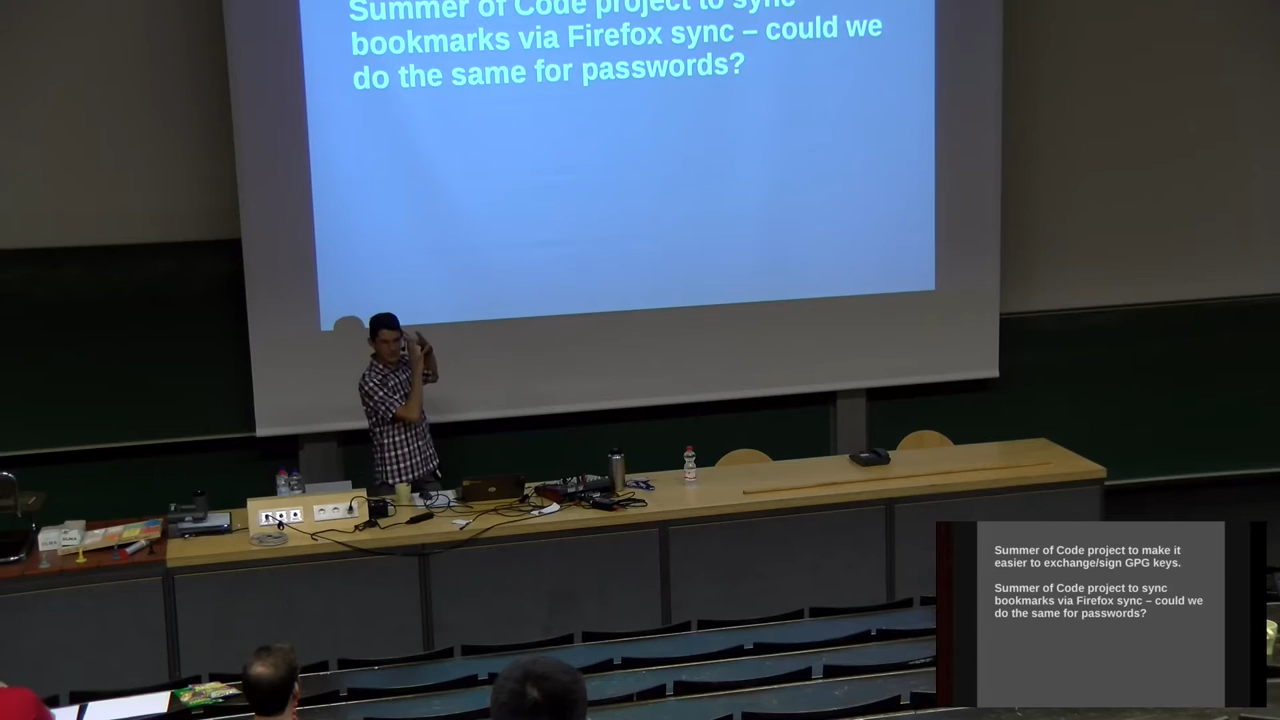 Summer of Code project to sync
bookmarks via Firefox sync – could we
do the same for passwords?
Summer of Code project to make it
easier to exchange/sign GPG keys.
Summer of Code project to sync
bookmarks via Firefox sync – could we
do the same for passwords?